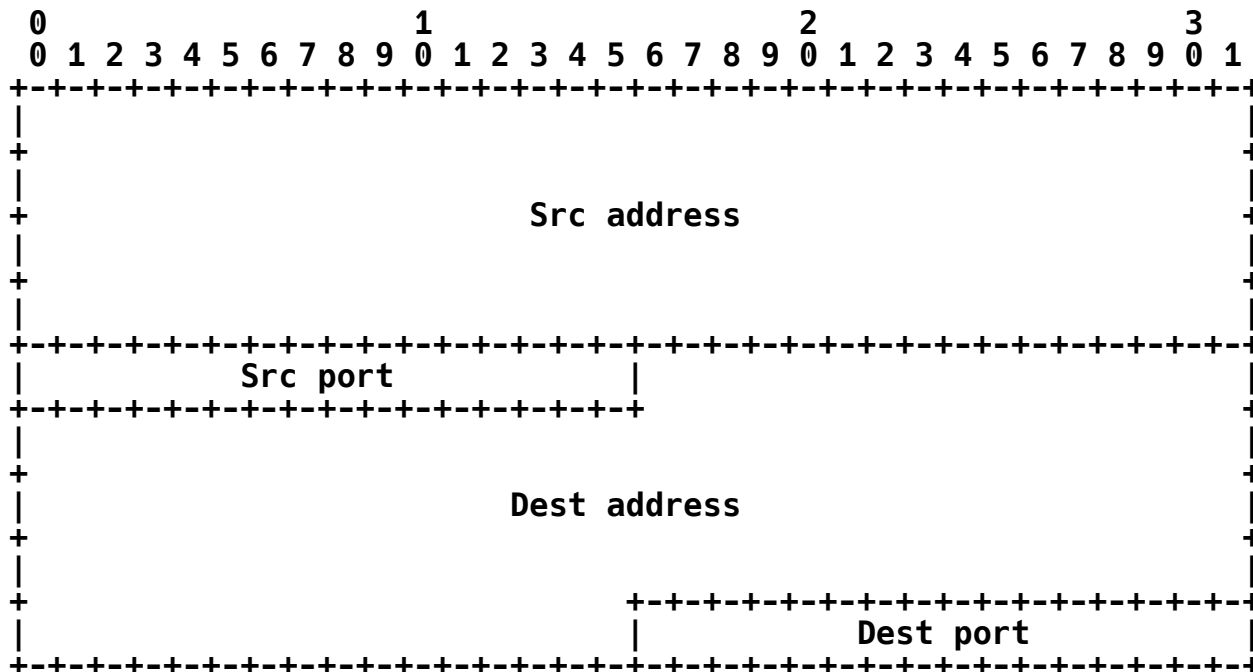 0                   1                   2                   3
0 1 2 3 4 5 6 7 8 9 0 1 2 3 4 5 6 7 8 9 0 1 2 3 4 5 6 7 8 9 0 1
+-+-+-+-+-+-+-+-+-+-+-+-+-+-+-+-+-+-+-+-+-+-+-+-+-+-+-+-+-+-+-+-+
|                                                               |
+                                                               +
|                                                               |
+                          Src address                          +
|                                                               |
+                                                               +
|                                                               |
+-+-+-+-+-+-+-+-+-+-+-+-+-+-+-+-+-+-+-+-+-+-+-+-+-+-+-+-+-+-+-+-+
|           Src port            |                               |
+-+-+-+-+-+-+-+-+-+-+-+-+-+-+-+-+                               +
|                                                               |
+                                                               +
|                         Dest address                          |
+                                                               +
|                                                               |
+                               +-+-+-+-+-+-+-+-+-+-+-+-+-+-+-+-+
|                               |           Dest port           |
+-+-+-+-+-+-+-+-+-+-+-+-+-+-+-+-+-+-+-+-+-+-+-+-+-+-+-+-+-+-+-+-+